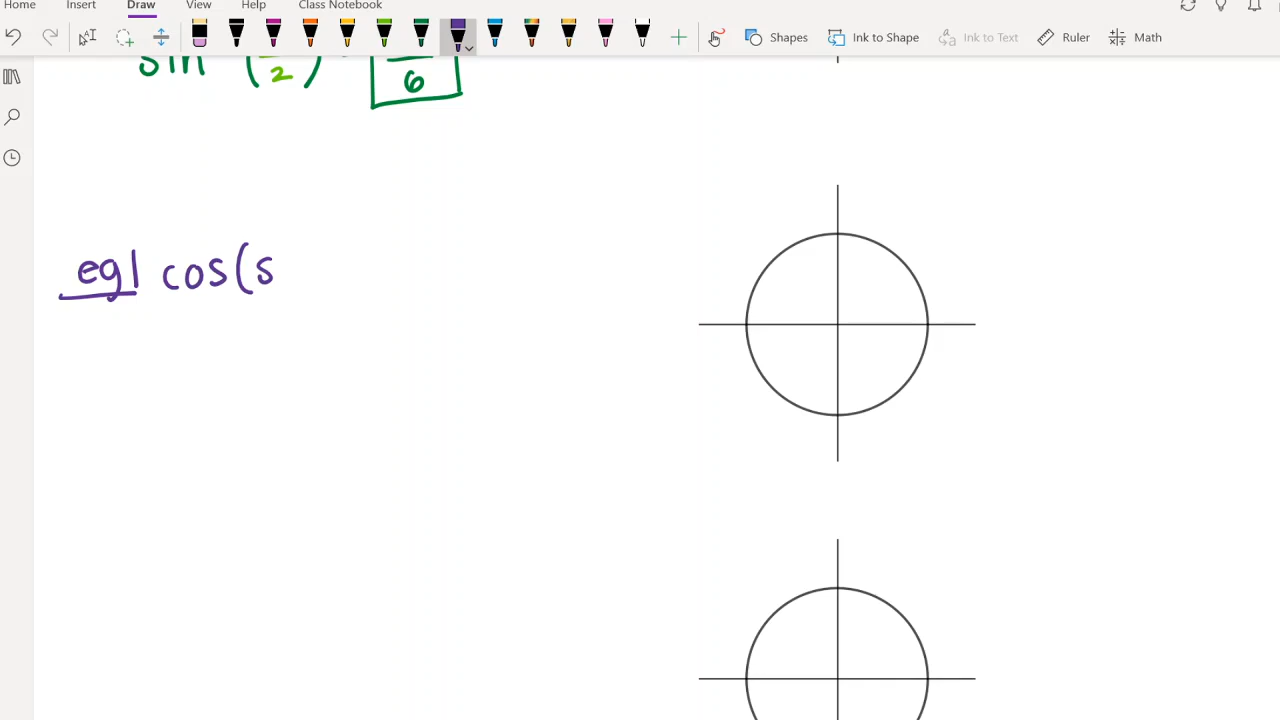 Home Insert Draw View Help Class Notebook
Shapes Ink to Shape Ink to Text Ruler Math
sin ( 2 ) 6
eg1 cos(s